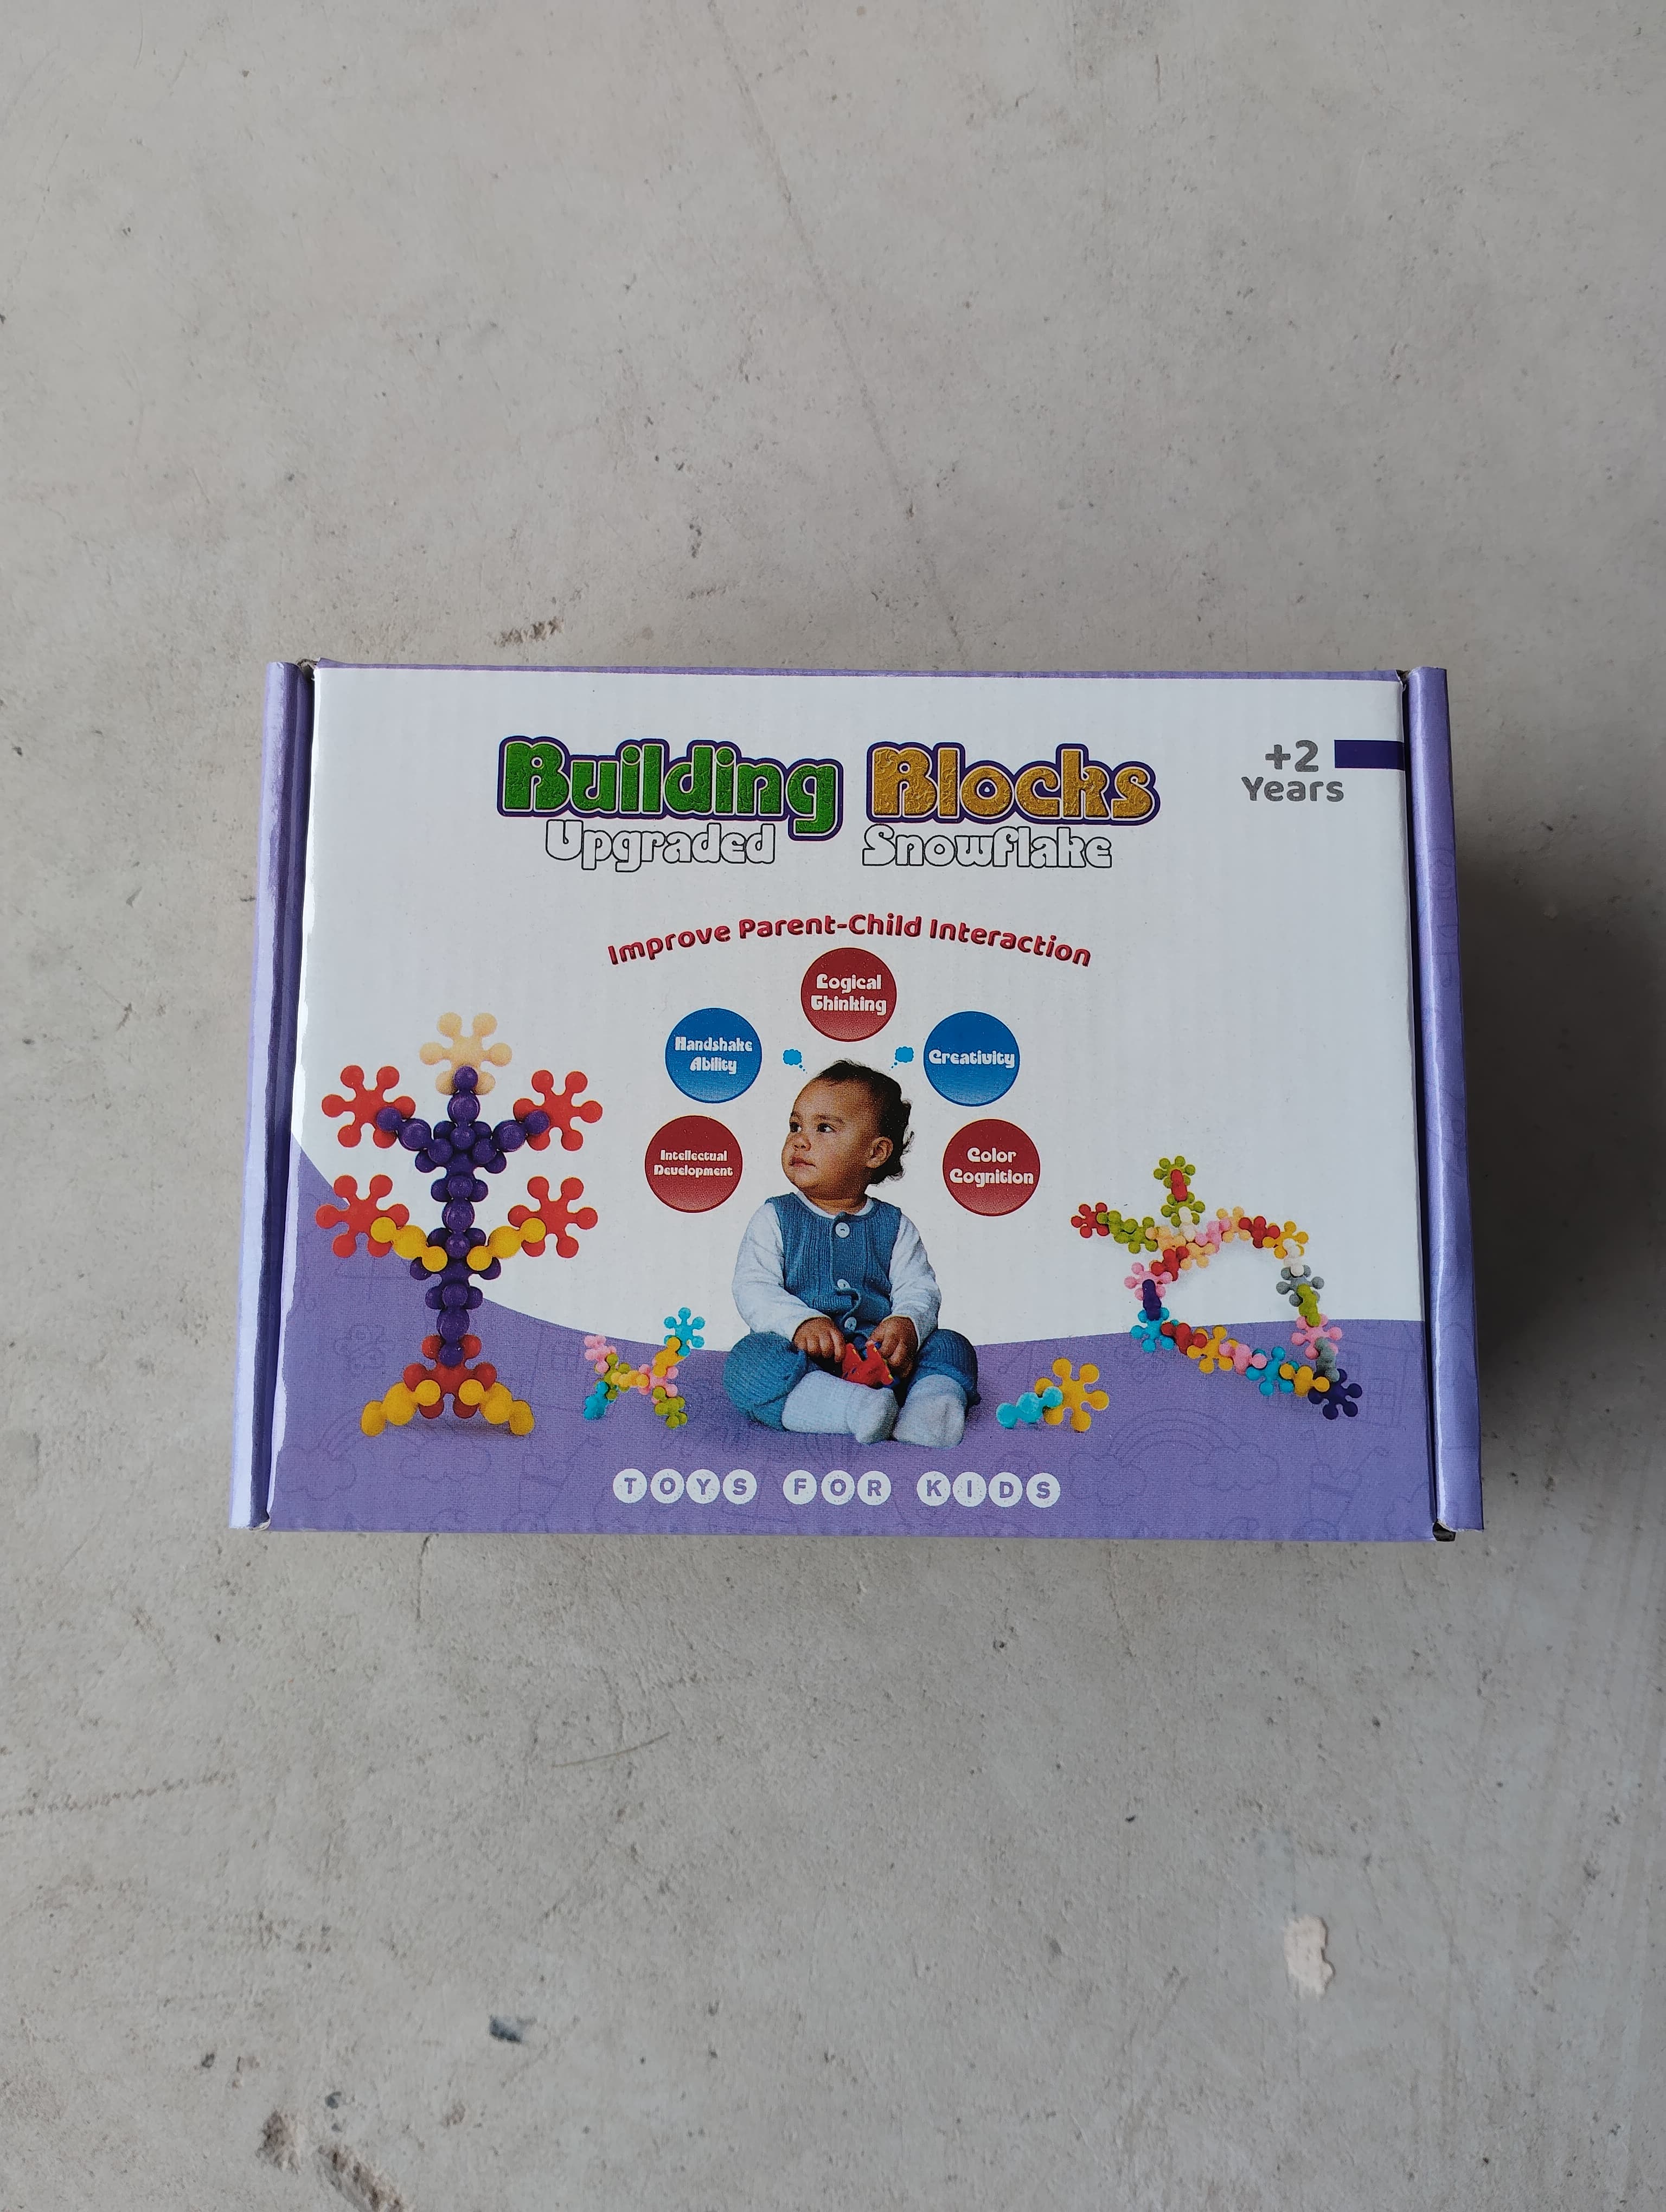 Building Blocks
Upgraded Snowflake
+2
Years
Improve Parent-Child Interaction
Logical
Thinking
Handshake
Ability
Creativity
Intellectual
Development
Color
Cognition
TOYS FOR KIDS